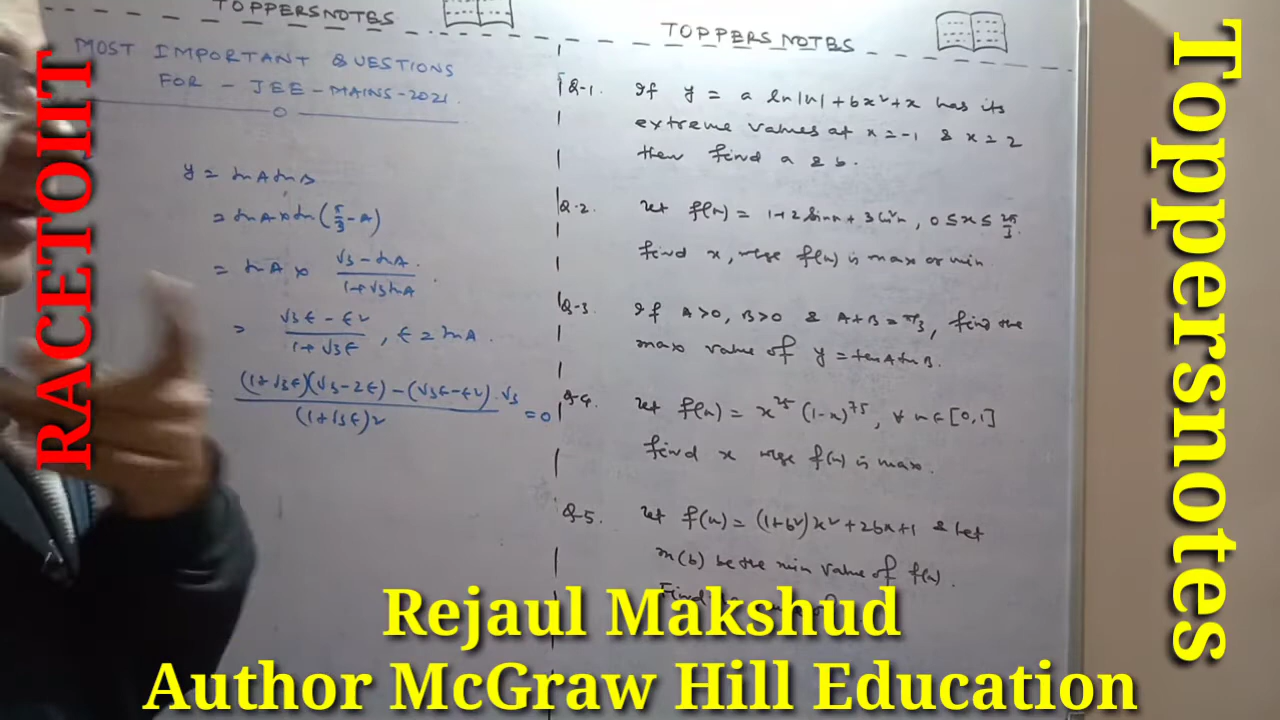 TOPPERSNOTES
MOST IMPORTANT QUESTIONS
FOR - JEE-MAINS-2021.
y = tanA tanB
= tanA × tan(π/3 - A)
= tanA × (√3 - tanA)/(1+√3 tanA).
= (√3t - t²)/(1+√3t), t = tanA.
((1+√3t)(√3-2t) - (√3t-t²).√3)/(1+√3t)² = 0
TOPPERSNOTES
Q-1. If y = a ln|x| + bx² + x has its
extreme values at x = -1 & x = 2
then find a & b.
Q-2. Let f(x) = 1+2 sinx + 3 cos²x, 0 ≤ x ≤ 2π/3.
find x, where f(x) is max or min
Q-3. If A>0, B>0 & A+B = π/3, find the
max value of y = tanA tanB.
Q-4. Let f(x) = x²⁵ (1-x)⁷⁵, ∀ x ∈ [0,1]
find x where f(x) is max.
Q-5. Let f(x) = (1+b²)x² + 2bx + 1 & let
m(b) be the min value of f(x).
Find
RACETOIIT
Toppersnotes
Rejaul Makshud
Author McGraw Hill Education